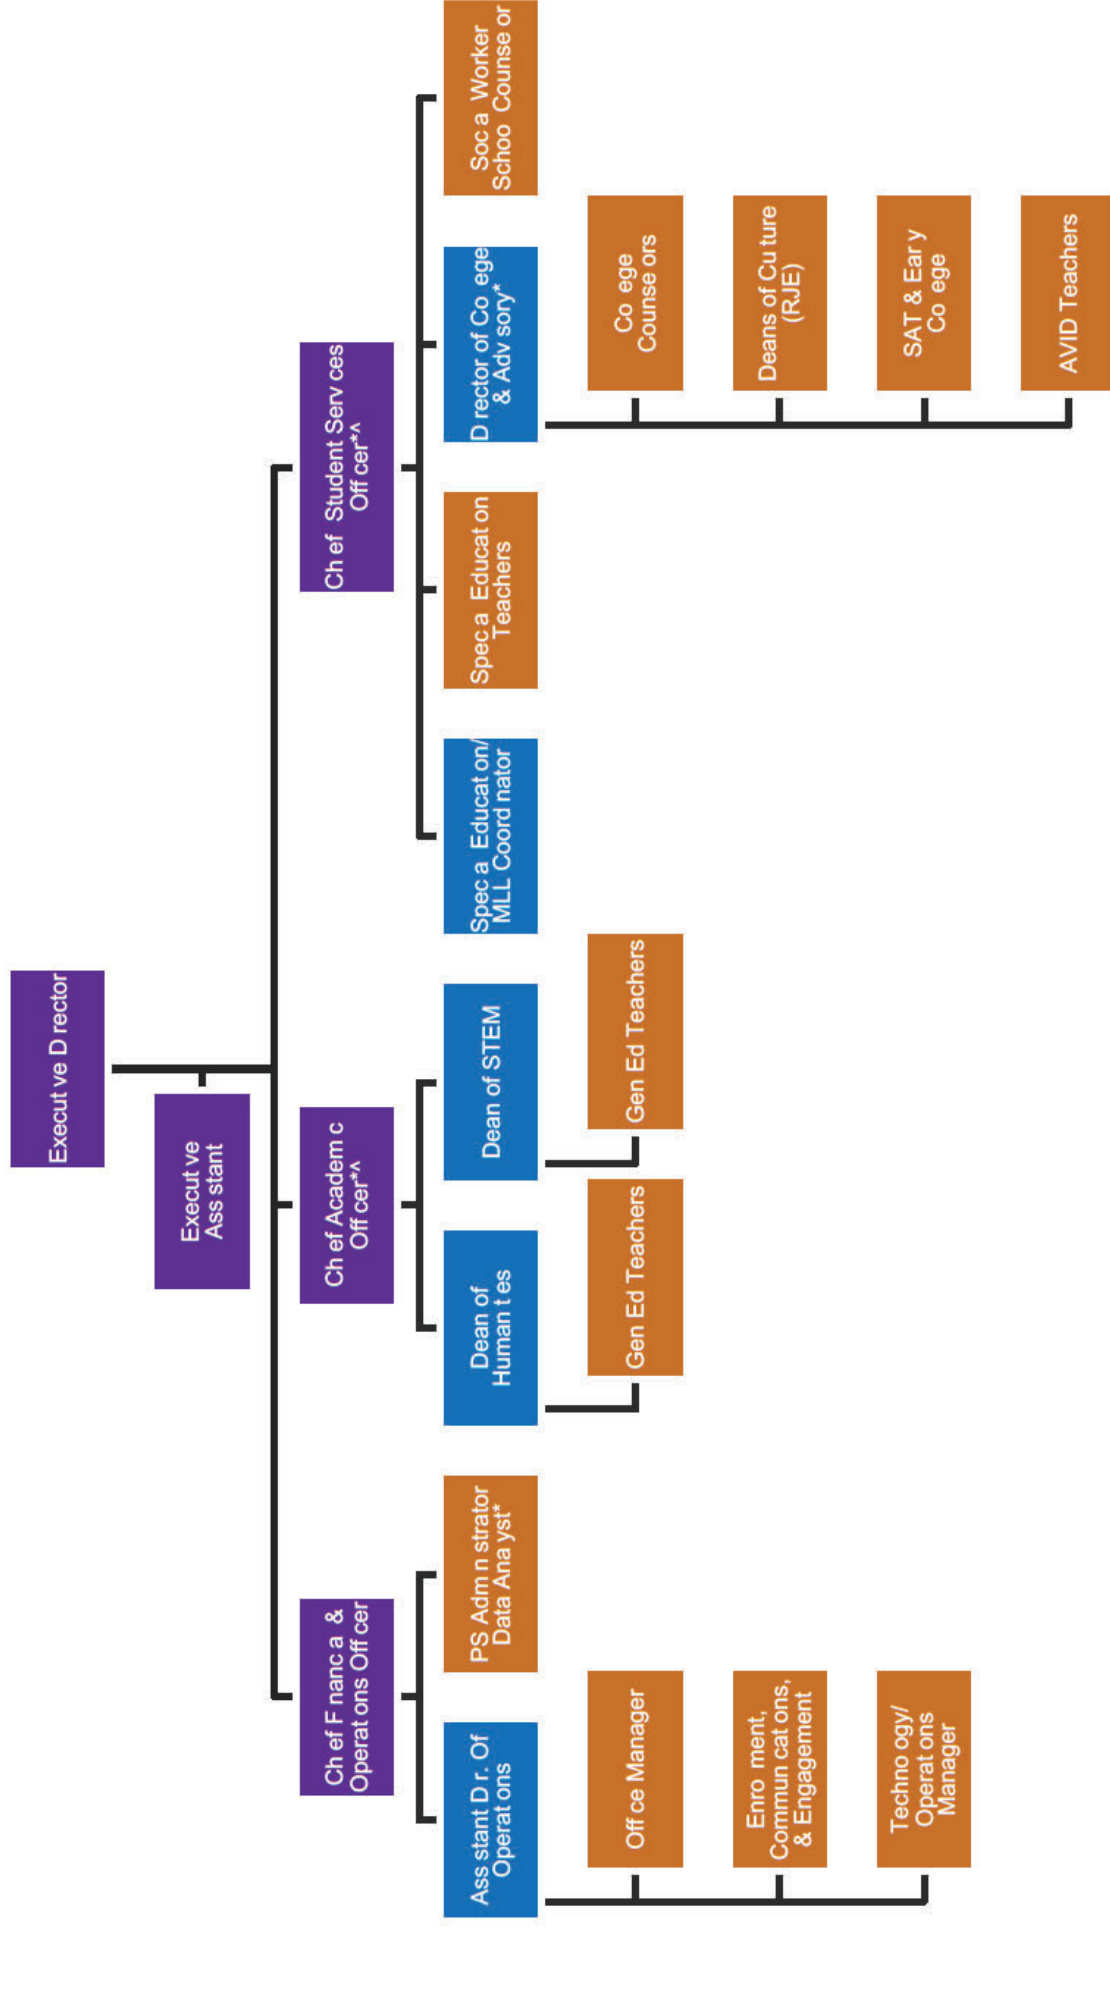 Execut ve D rector
Execut ve
Ass stant
Ch ef F nanc a &
Operat ons Off cer
Ch ef Academ c
Off cer*^
Ch ef Student Serv ces
Off cer*^
Ass stant D r. Of
Operat ons
PS Adm n strator
Data Ana yst*
Dean of
Human t es
Dean of STEM
Spec a Educat on/
MLL Coord nator
Spec a Educat on
Teachers
D rector of Co ege
& Adv sory*
Soc a Worker
Schoo Counse or
Off ce Manager
Gen Ed Teachers
Gen Ed Teachers
Co ege
Counse ors
Enro ment,
Commun cat ons,
& Engagement
Deans of Cu ture
(RJE)
Techno ogy/
Operat ons
Manager
SAT & Ear y
Co ege
AVID Teachers